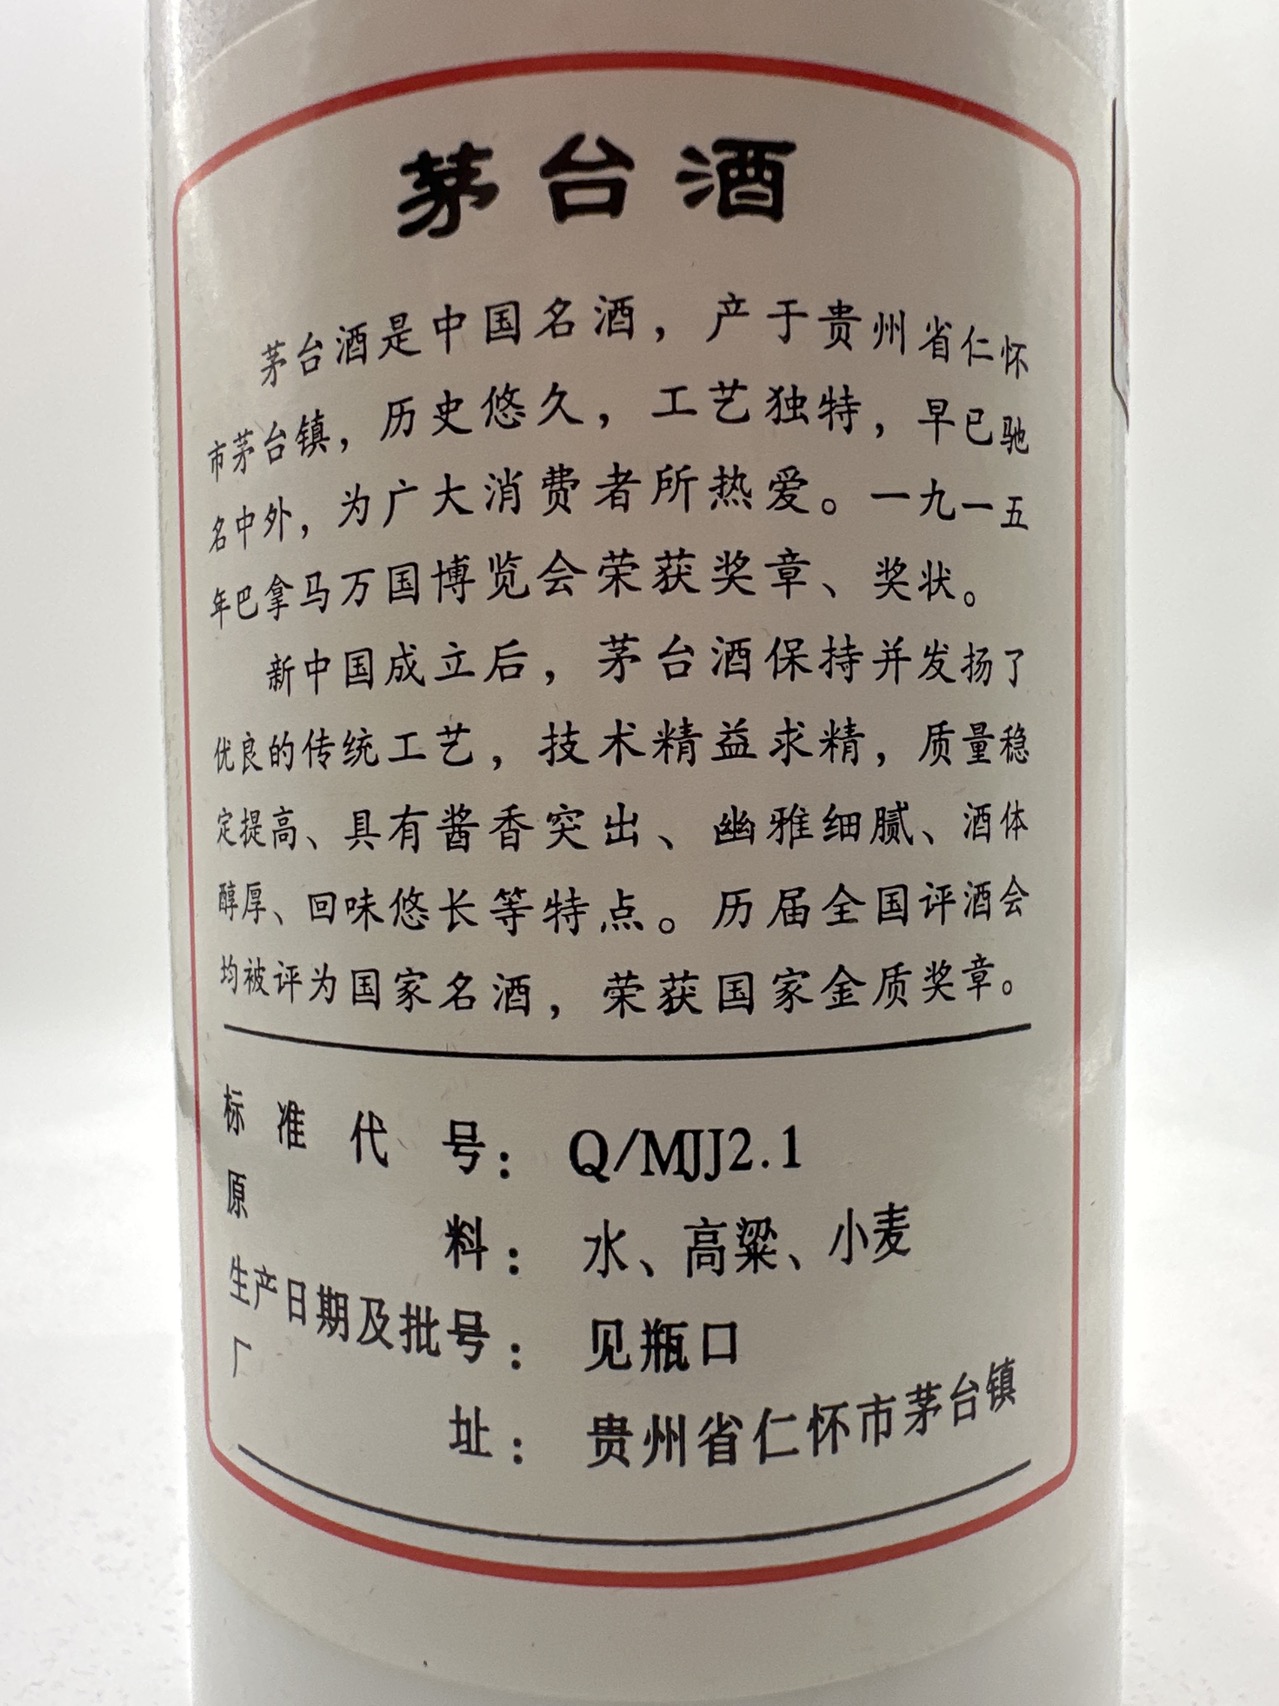 茅台酒
茅台酒是中国名酒，产于贵州省仁怀
市茅台镇，历史悠久，工艺独特，早已驰
名中外，为广大消费者所热爱。一九一五
年巴拿马万国博览会荣获奖章、奖状。
新中国成立后，茅台酒保持并发扬了
优良的传统工艺，技术精益求精，质量稳
定提高、具有酱香突出、幽雅细腻、酒体
醇厚、回味悠长等特点。历届全国评酒会
均被评为国家名酒，荣获国家金质奖章。
标准代号：Q/MJJ2.1
原料：水、高粱、小麦
生产日期及批号：见瓶口
厂址：贵州省仁怀市茅台镇